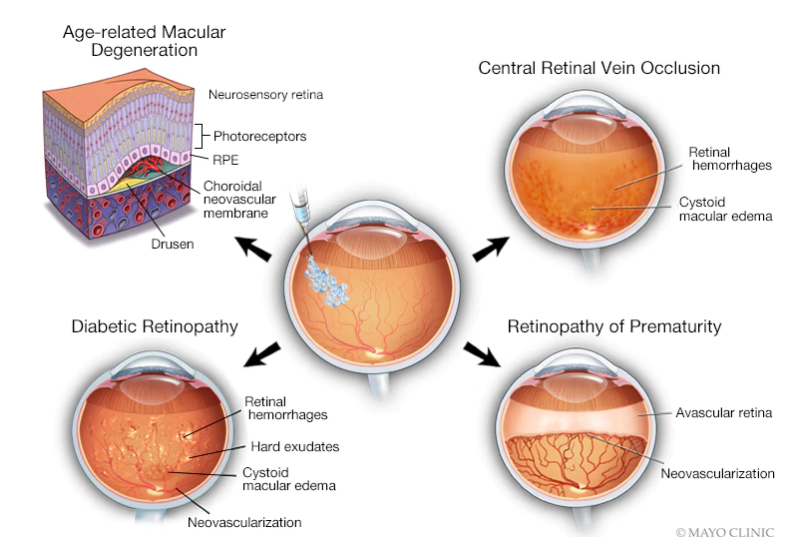 Age-related Macular
Degeneration
Neurosensory retina
Photoreceptors
RPE
Choroidal
neovascular
membrane
Drusen
Central Retinal Vein Occlusion
Retinal
hemorrhages
Cystoid
macular edema
Diabetic Retinopathy
Retinal
hemorrhages
Hard exudates
Cystoid
macular edema
Neovascularization
Retinopathy of Prematurity
Avascular retina
Neovascularization
© MAYO CLINIC